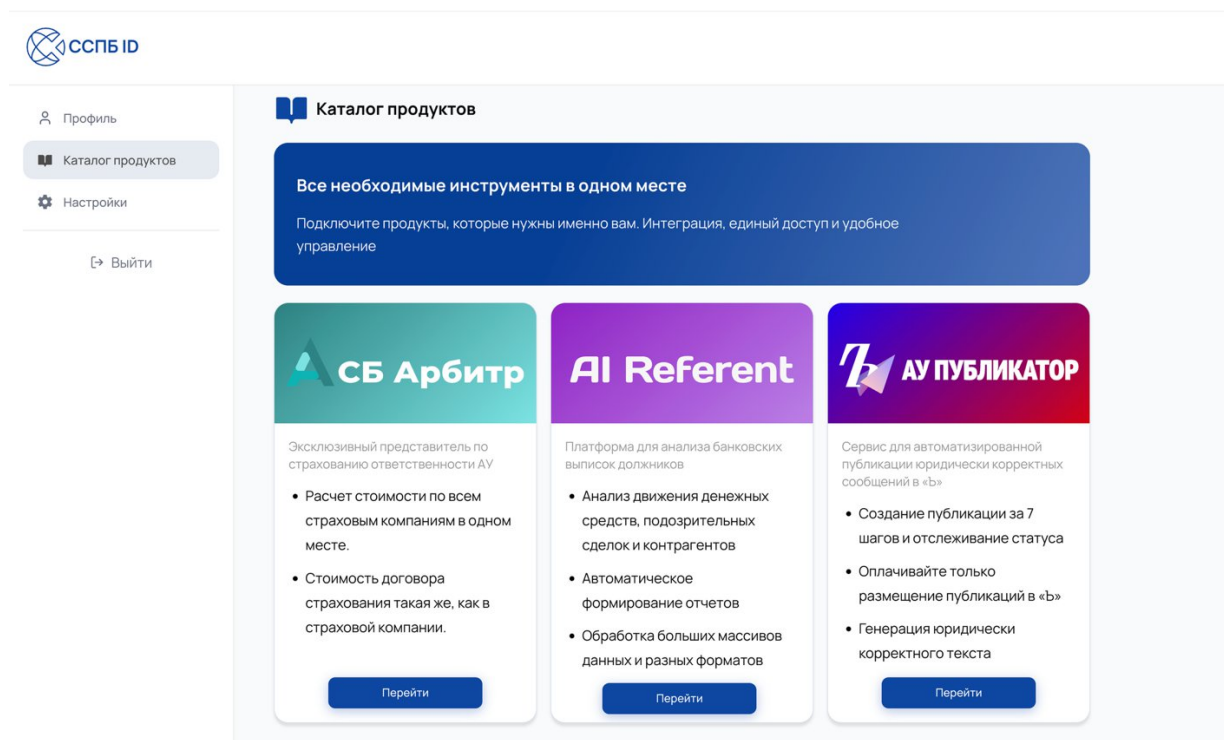 ССПБ ID
Профиль
Каталог продуктов
Настройки
Выйти
Каталог продуктов
Все необходимые инструменты в одном месте
Подключите продукты, которые нужны именно вам. Интеграция, единый доступ и удобное
управление
СБ Арбитр
Эксклюзивный представитель по
страхованию ответственности АУ
• Расчет стоимости по всем
страховым компаниям в одном
месте.
• Стоимость договора
страхования такая же, как в
страховой компании.
Перейти
AI Referent
Платформа для анализа банковских
выписок должников
• Анализ движения денежных
средств, подозрительных
сделок и контрагентов
• Автоматическое
формирование отчетов
• Обработка больших массивов
данных и разных форматов
Перейти
Ъ АУ ПУБЛИКАТОР
Сервис для автоматизированной
публикации юридически корректных
сообщений в «Ъ»
• Создание публикации за 7
шагов и отслеживание статуса
• Оплачивайте только
размещение публикаций в «Ъ»
• Генерация юридически
корректного текста
Перейти